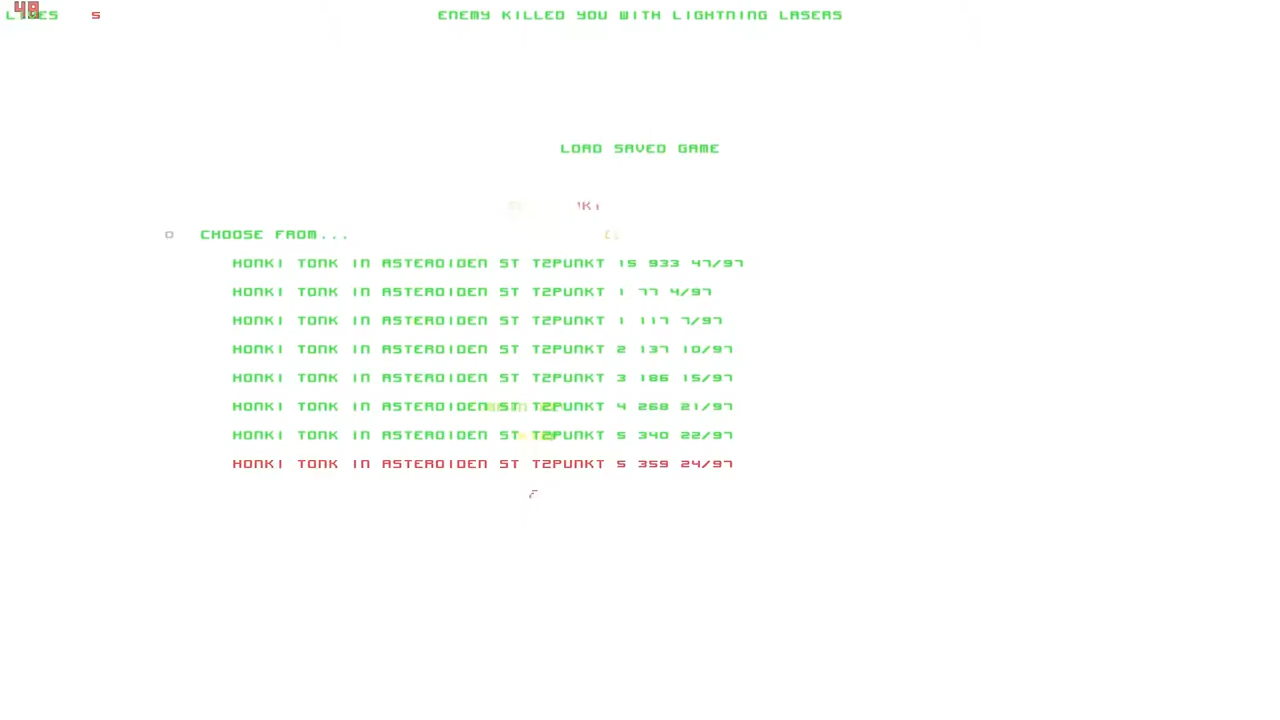 LIVES 5 ENEMY KILLED YOU WITH LIGHTNING LASERS
LOAD SAVED GAME
CHOOSE FROM...
HONKI TONK IN ASTEROIDEN ST T2PUNKT 15 933 47/97
HONKI TONK IN ASTEROIDEN ST T2PUNKT 1 77 4/97
HONKI TONK IN ASTEROIDEN ST T2PUNKT 1 117 7/97
HONKI TONK IN ASTEROIDEN ST T2PUNKT 2 137 10/97
HONKI TONK IN ASTEROIDEN ST T2PUNKT 3 186 15/97
HONKI TONK IN ASTEROIDEN ST T2PUNKT 4 268 21/97
HONKI TONK IN ASTEROIDEN ST T2PUNKT 5 340 22/97
HONKI TONK IN ASTEROIDEN ST T2PUNKT 5 359 24/97